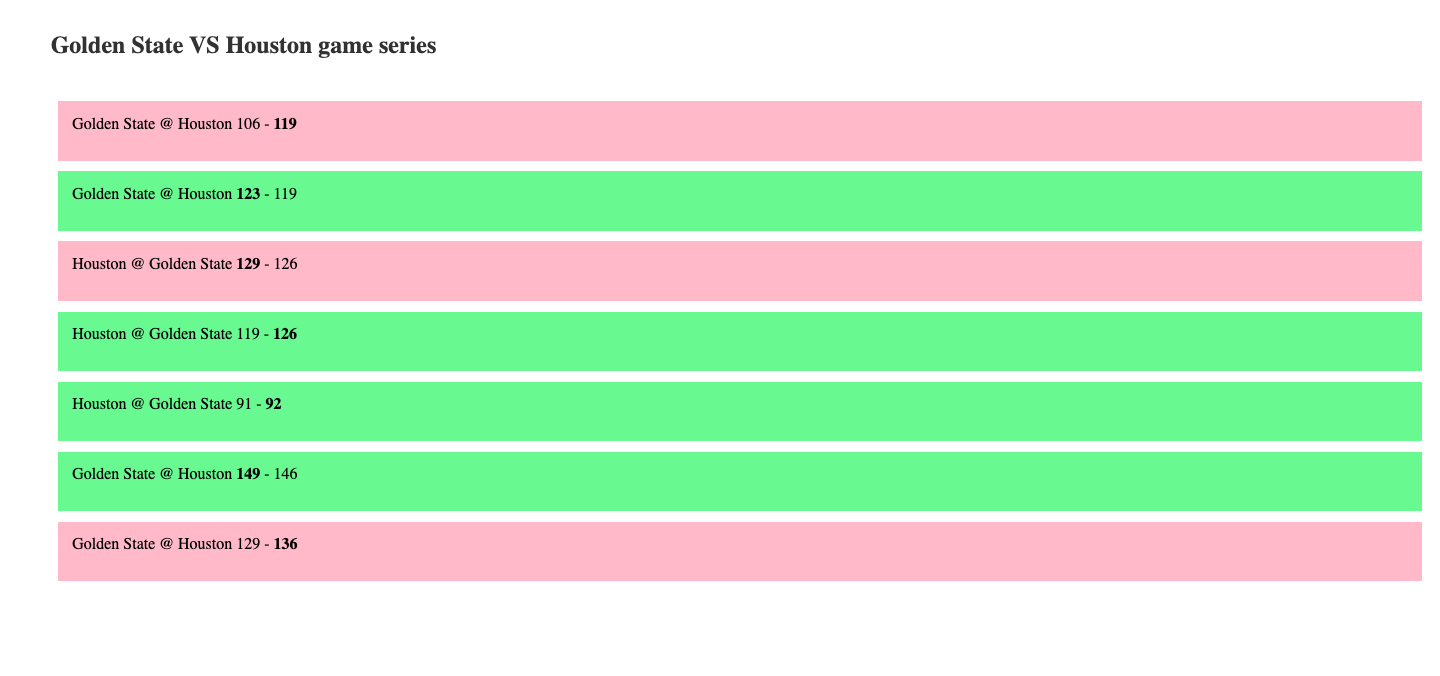 Golden State VS Houston game series
Golden State @ Houston 106 - 119
Golden State @ Houston 123 - 119
Houston @ Golden State 129 - 126
Houston @ Golden State 119 - 126
Houston @ Golden State 91 - 92
Golden State @ Houston 149 - 146
Golden State @ Houston 129 - 136